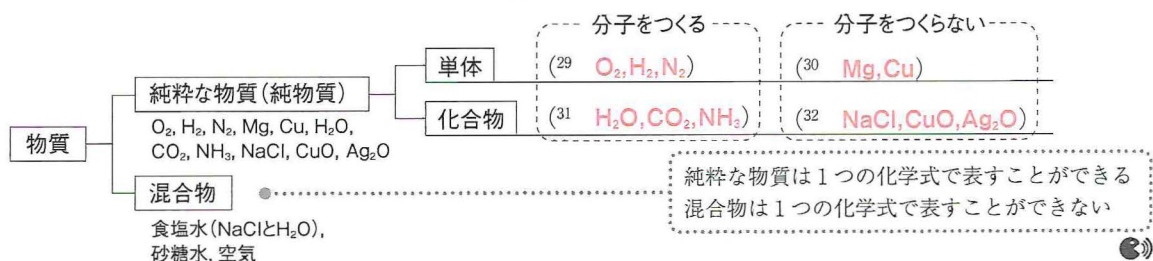 分子をつくる
分子をつくらない
単体
(29 O₂,H₂,N₂)
(30 Mg,Cu)
純粋な物質(純物質)
化合物
(31 H₂O,CO₂,NH₃)
(32 NaCl,CuO,Ag₂O)
O₂, H₂, N₂, Mg, Cu, H₂O,
CO₂, NH₃, NaCl, CuO, Ag₂O
物質
混合物
食塩水(NaClとH₂O),
砂糖水, 空気
純粋な物質は1つの化学式で表すことができる
混合物は1つの化学式で表すことができない